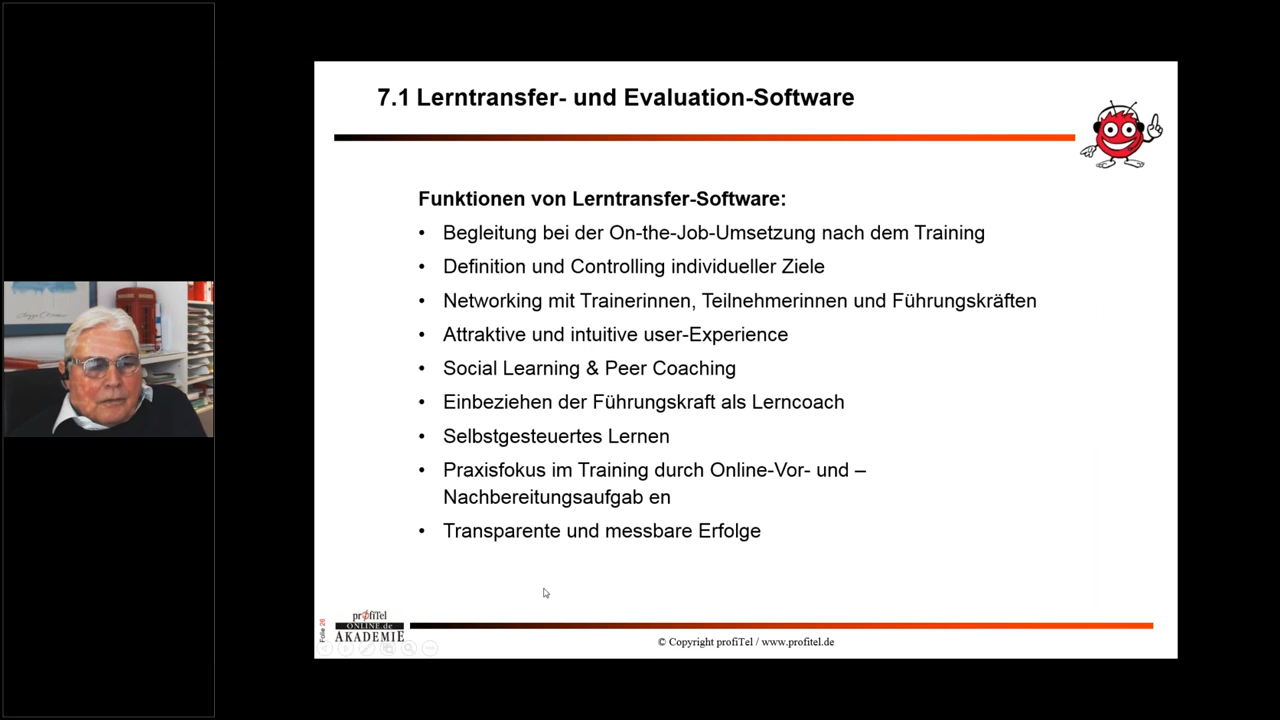 7.1 Lerntransfer- und Evaluation-Software
Funktionen von Lerntransfer-Software:
• Begleitung bei der On-the-Job-Umsetzung nach dem Training
• Definition und Controlling individueller Ziele
• Networking mit Trainerinnen, Teilnehmerinnen und Führungskräften
• Attraktive und intuitive user-Experience
• Social Learning & Peer Coaching
• Einbeziehen der Führungskraft als Lerncoach
• Selbstgesteuertes Lernen
• Praxisfokus im Training durch Online-Vor- und –
Nachbereitungsaufgab en
• Transparente und messbare Erfolge
Folie 26
profiTel
ONLINE.de
AKADEMIE
© Copyright profiTel / www.profitel.de